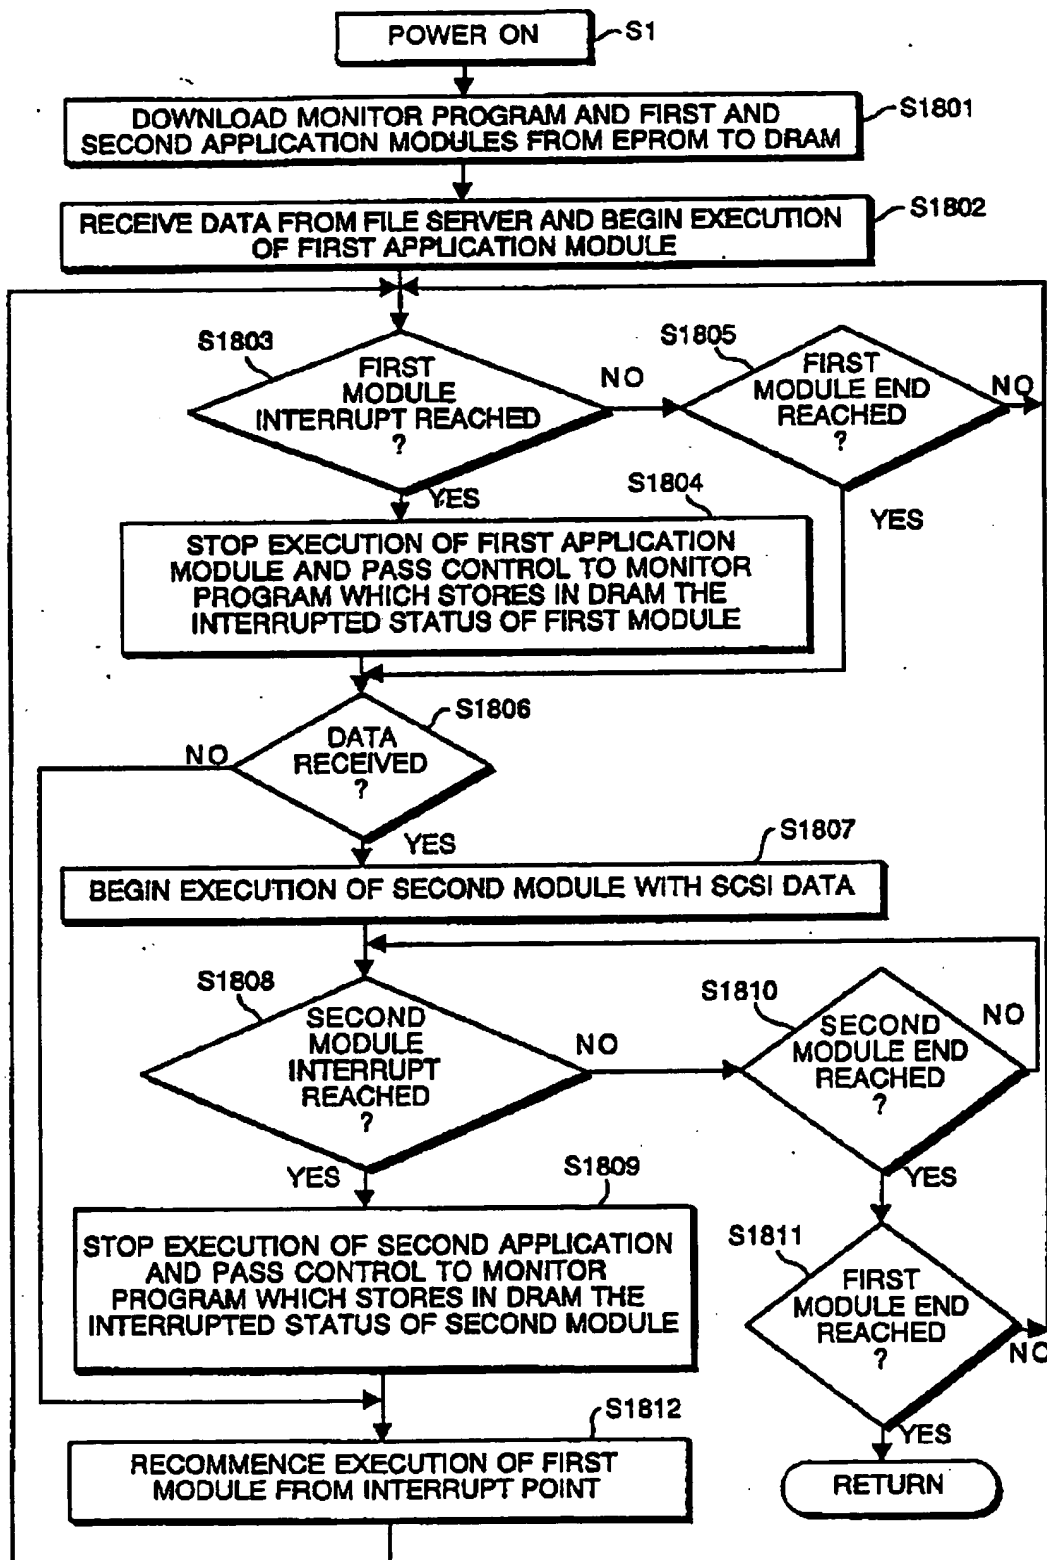 POWER ON
S1
DOWNLOAD MONITOR PROGRAM AND FIRST AND
SECOND APPLICATION MODULES FROM EPROM TO DRAM
S1801
RECEIVE DATA FROM FILE SERVER AND BEGIN EXECUTION
OF FIRST APPLICATION MODULE
S1802
S1803
FIRST
MODULE
INTERRUPT REACHED
?
NO
YES
S1805
FIRST
MODULE END
REACHED
?
NO
YES
S1804
STOP EXECUTION OF FIRST APPLICATION
MODULE AND PASS CONTROL TO MONITOR
PROGRAM WHICH STORES IN DRAM THE
INTERRUPTED STATUS OF FIRST MODULE
S1806
DATA
RECEIVED
?
NO
YES
S1807
BEGIN EXECUTION OF SECOND MODULE WITH SCSI DATA
S1808
SECOND
MODULE
INTERRUPT
REACHED
?
NO
YES
S1810
SECOND
MODULE END
REACHED
?
NO
YES
S1809
STOP EXECUTION OF SECOND APPLICATION
AND PASS CONTROL TO MONITOR
PROGRAM WHICH STORES IN DRAM THE
INTERRUPTED STATUS OF SECOND MODULE
S1811
FIRST
MODULE END
REACHED
?
NO
YES
S1812
RECOMMENCE EXECUTION OF FIRST
MODULE FROM INTERRUPT POINT
RETURN